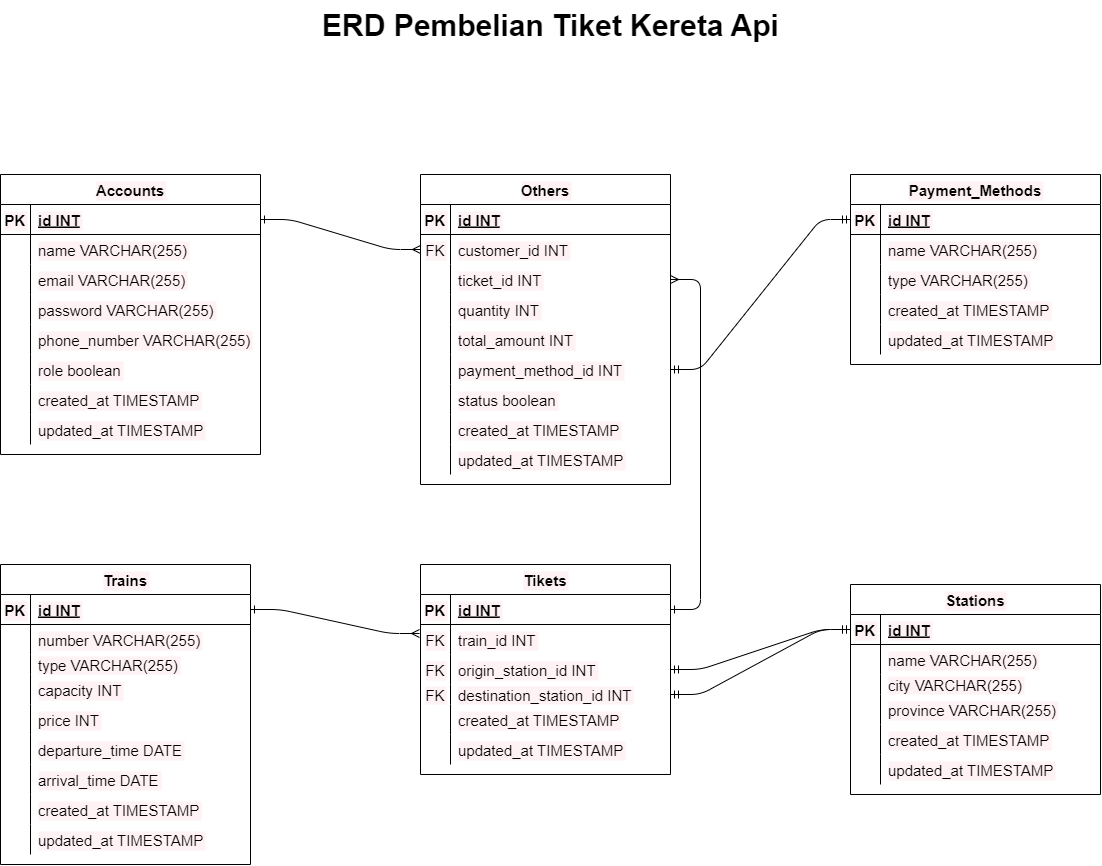 ERD Pembelian Tiket Kereta Api
Accounts
PK id INT
name VARCHAR(255)
email VARCHAR(255)
password VARCHAR(255)
phone_number VARCHAR(255)
role boolean
created_at TIMESTAMP
updated_at TIMESTAMP
Others
PK id INT
FK customer_id INT
ticket_id INT
quantity INT
total_amount INT
payment_method_id INT
status boolean
created_at TIMESTAMP
updated_at TIMESTAMP
Payment_Methods
PK id INT
name VARCHAR(255)
type VARCHAR(255)
created_at TIMESTAMP
updated_at TIMESTAMP
Trains
PK id INT
number VARCHAR(255)
type VARCHAR(255)
capacity INT
price INT
departure_time DATE
arrival_time DATE
created_at TIMESTAMP
updated_at TIMESTAMP
Tikets
PK id INT
FK train_id INT
FK origin_station_id INT
FK destination_station_id INT
created_at TIMESTAMP
updated_at TIMESTAMP
Stations
PK id INT
name VARCHAR(255)
city VARCHAR(255)
province VARCHAR(255)
created_at TIMESTAMP
updated_at TIMESTAMP